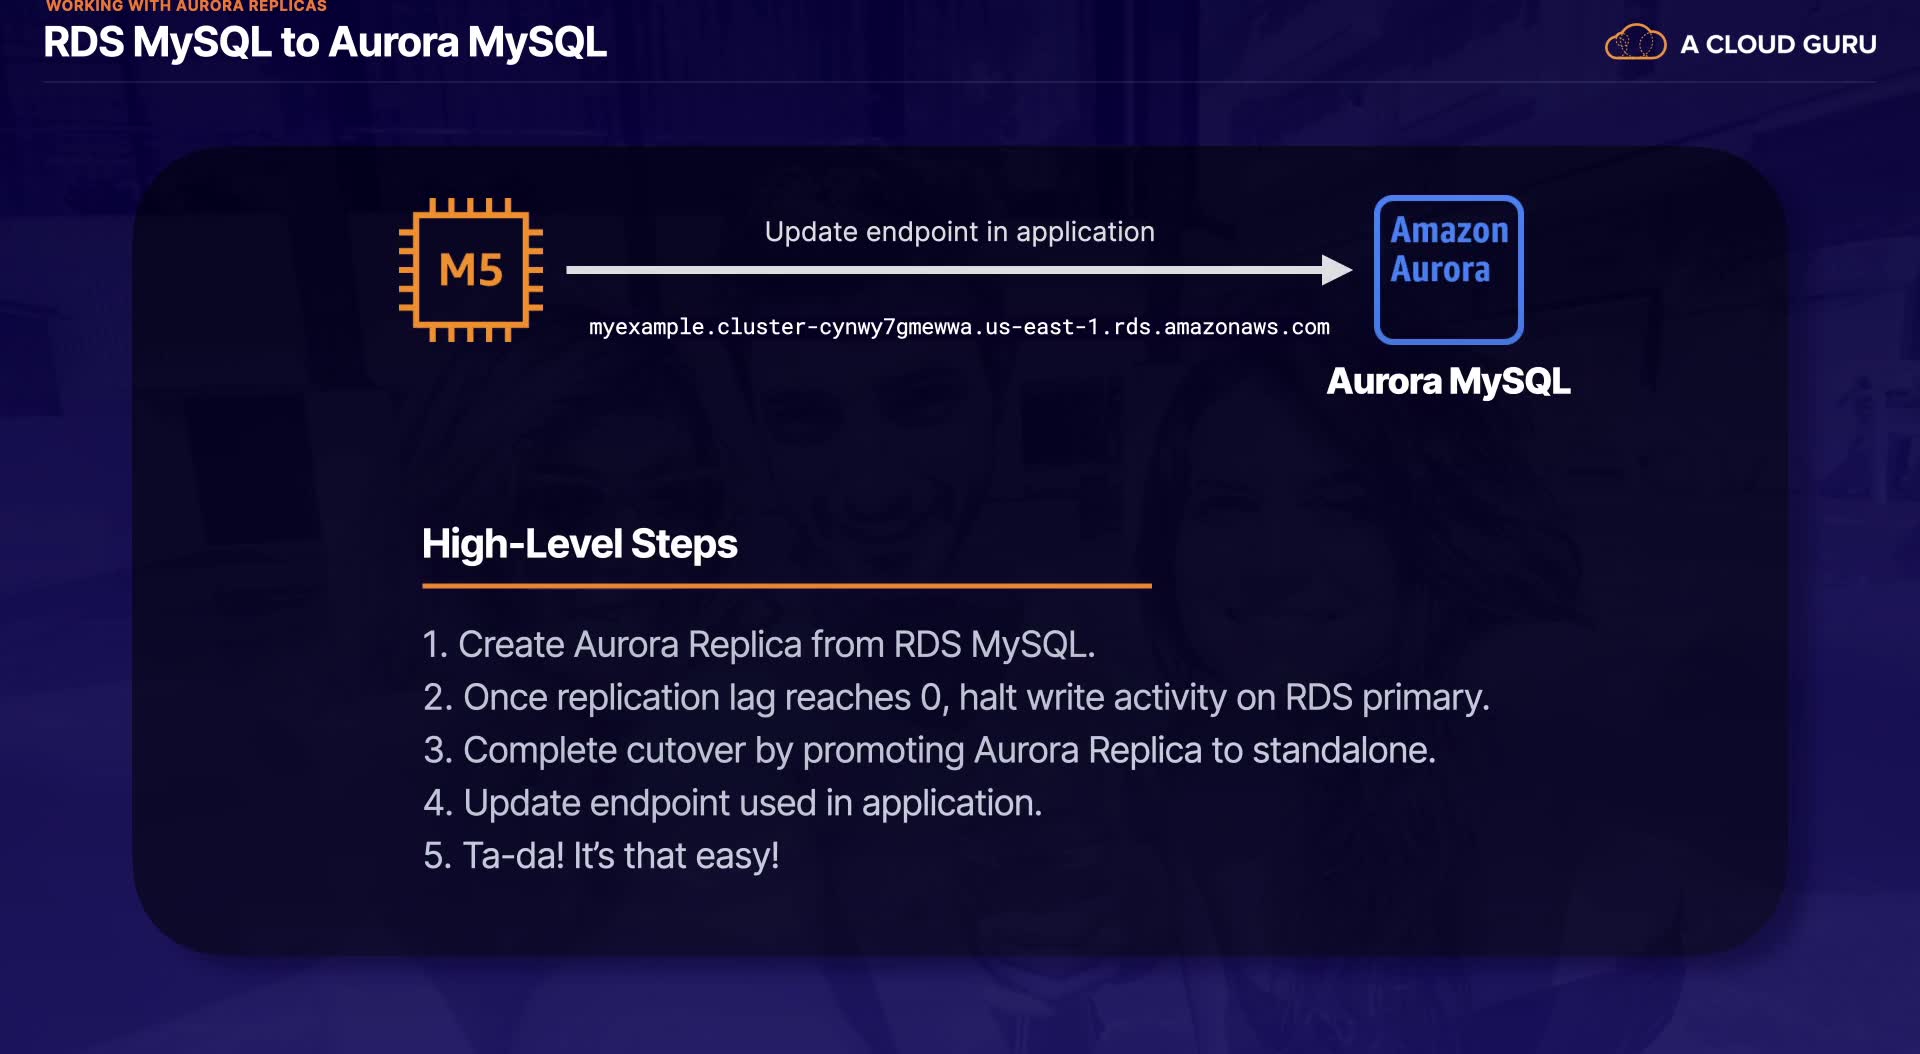 WORKING WITH AURORA REPLICAS
RDS MySQL to Aurora MySQL
A CLOUD GURU
M5
Update endpoint in application
myexample.cluster-cynwy7gmewwa.us-east-1.rds.amazonaws.com
Amazon
Aurora
Aurora MySQL
High-Level Steps
1. Create Aurora Replica from RDS MySQL.
2. Once replication lag reaches 0, halt write activity on RDS primary.
3. Complete cutover by promoting Aurora Replica to standalone.
4. Update endpoint used in application.
5. Ta-da! It’s that easy!